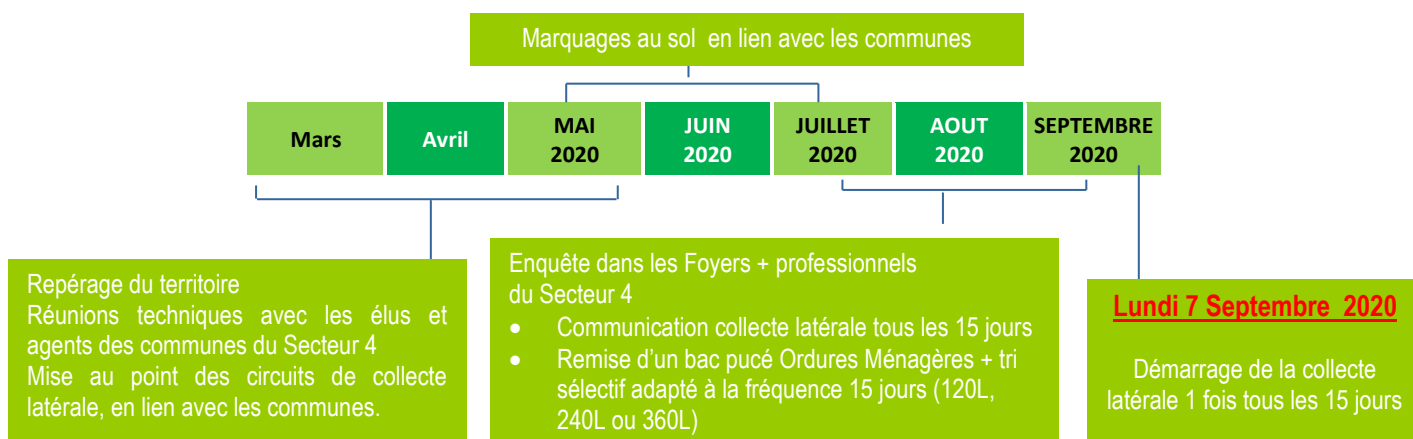 Marquages au sol en lien avec les communes
Mars
Avril
MAI
2020
JUIN
2020
JUILLET
2020
AOUT
2020
SEPTEMBRE
2020
Repérage du territoire
Réunions techniques avec les élus et
agents des communes du Secteur 4
Mise au point des circuits de collecte
latérale, en lien avec les communes.
Enquête dans les Foyers + professionnels
du Secteur 4
• Communication collecte latérale tous les 15 jours
• Remise d'un bac pucé Ordures Ménagères + tri
sélectif adapté à la fréquence 15 jours (120L,
240L ou 360L)
Lundi 7 Septembre 2020
Démarrage de la collecte
latérale 1 fois tous les 15 jours